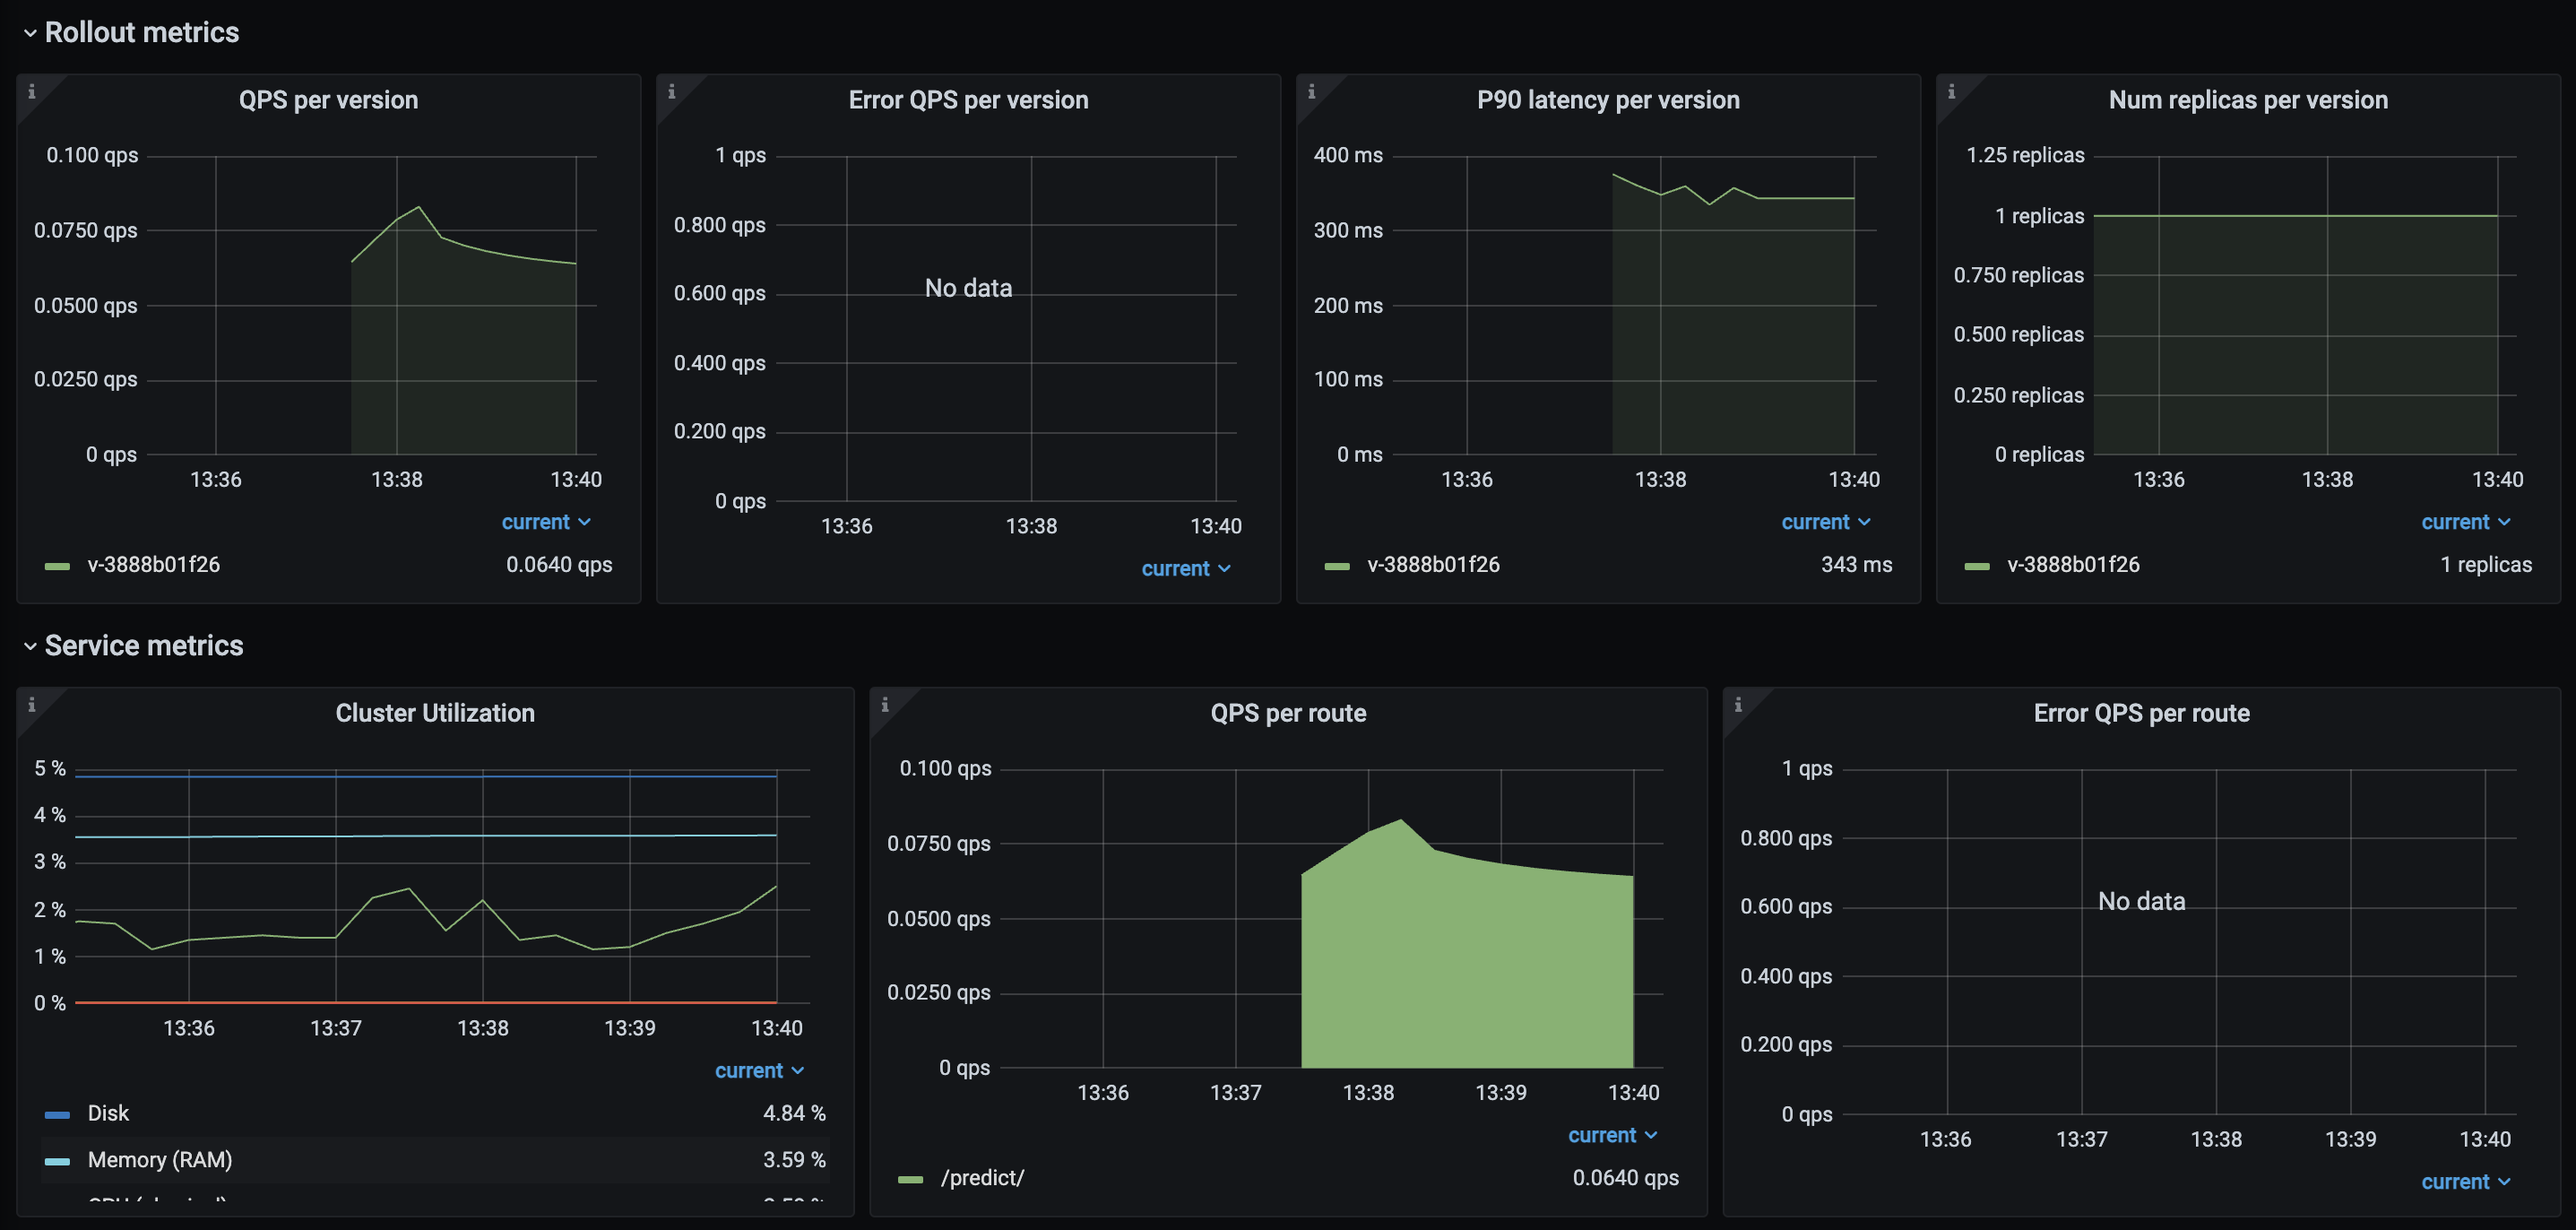 Rollout metrics
QPS per version
0.100 qps
0.0750 qps
0.0500 qps
0.0250 qps
0 qps
13:36 13:38 13:40
current
v-3888b01f26 0.0640 qps
Error QPS per version
1 qps
0.800 qps
0.600 qps
0.400 qps
0.200 qps
0 qps
No data
13:36 13:38 13:40
current
P90 latency per version
400 ms
300 ms
200 ms
100 ms
0 ms
13:36 13:38 13:40
current
v-3888b01f26 343 ms
Num replicas per version
1.25 replicas
1 replicas
0.750 replicas
0.500 replicas
0.250 replicas
0 replicas
13:36 13:38 13:40
current
v-3888b01f26 1 replicas
Service metrics
Cluster Utilization
5 %
4 %
3 %
2 %
1 %
0 %
13:36 13:37 13:38 13:39 13:40
current
Disk 4.84 %
Memory (RAM) 3.59 %
QPS per route
0.100 qps
0.0750 qps
0.0500 qps
0.0250 qps
0 qps
13:36 13:37 13:38 13:39 13:40
current
/predict/ 0.0640 qps
Error QPS per route
1 qps
0.800 qps
0.600 qps
0.400 qps
0.200 qps
0 qps
No data
13:36 13:37 13:38 13:39 13:40
current